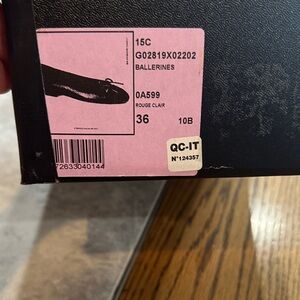 15C
G02819X02202
BALLERINES
0A599
ROUGE CLAIR
36 10B
QC-IT
N°124357
72633040144